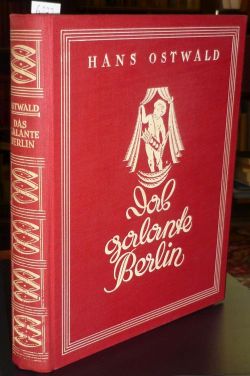 HANS OSTWALD
Das
galante
Berlin
OSTWALD
DAS
GALANTE
BERLIN